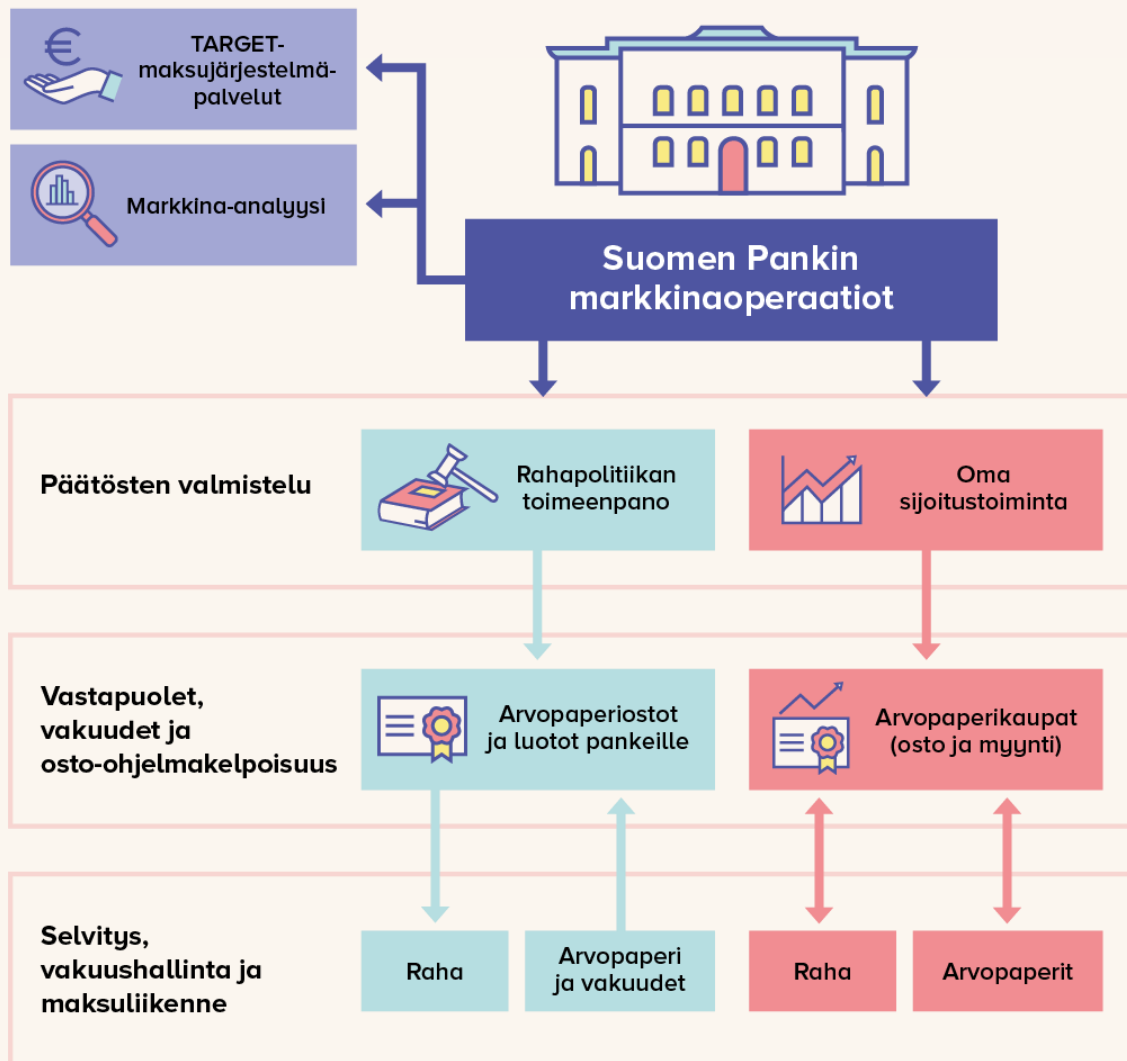 TARGET-
maksujärjestelmä-
palvelut
Markkina-analyysi
Suomen Pankin
markkinaoperaatiot
Päätösten valmistelu
Rahapolitiikan
toimeenpano
Oma
sijoitustoiminta
Vastapuolet,
vakuudet ja
osto-ohjelmakelpoisuus
Arvopaperiostot
ja luotot pankeille
Arvopaperikaupat
(osto ja myynti)
Selvitys,
vakuushallinta ja
maksuliikenne
Raha
Arvopaperi
ja vakuudet
Raha
Arvopaperit